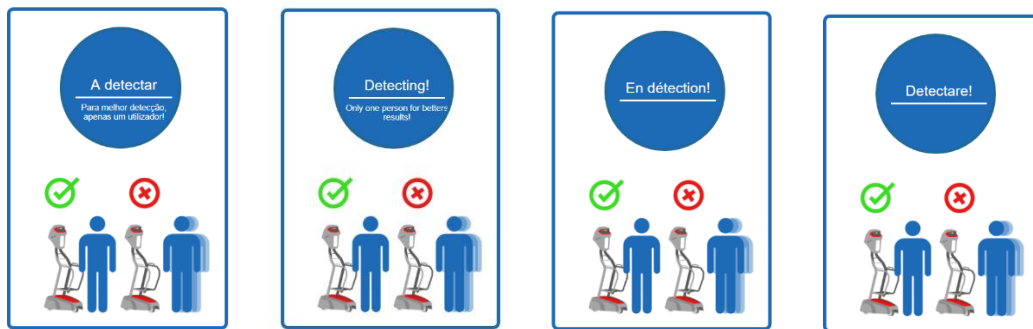 A detectar
Para melhor detecção,
apenas um utilizador!
Detecting!
Only one person for betters
results!
En détection!
Detectare!